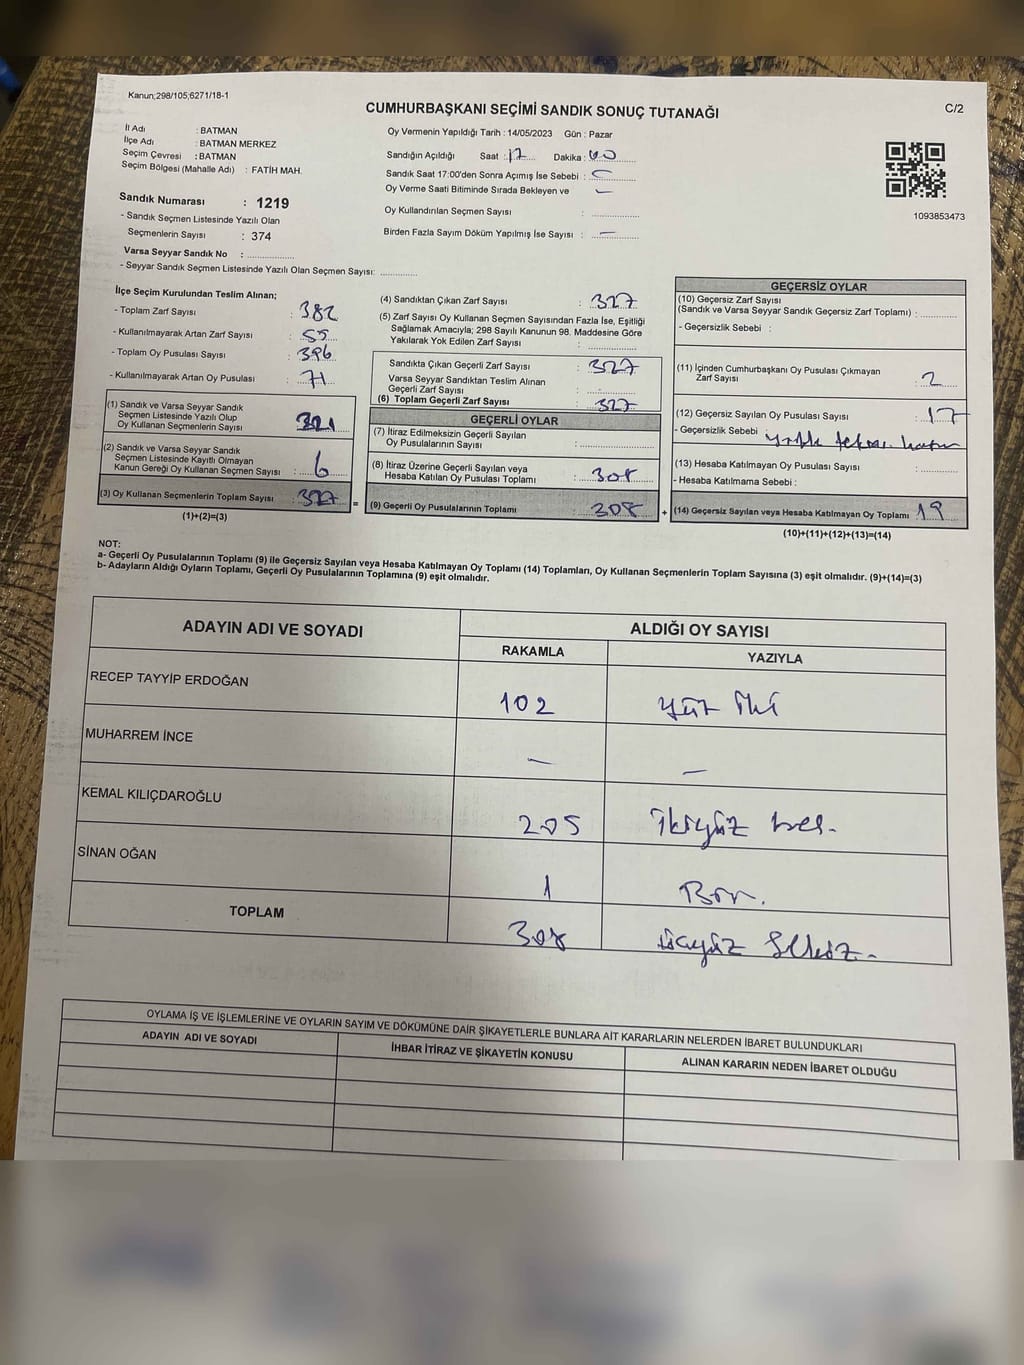 Kanun;298/105;6271/18-1
CUMHURBAŞKANI SEÇİMİ SANDIK SONUÇ TUTANAĞI
C/2
İl Adı : BATMAN
İlçe Adı : BATMAN MERKEZ
Seçim Çevresi : BATMAN
Seçim Bölgesi (Mahalle Adı) : FATİH MAH.
Sandık Numarası : 1219
- Sandık Seçmen Listesinde Yazılı Olan
Seçmenlerin Sayısı : 374
Varsa Seyyar Sandık No :
- Seyyar Sandık Seçmen Listesinde Yazılı Olan Seçmen Sayısı:
Oy Vermenin Yapıldığı Tarih : 14/05/2023 Gün : Pazar
Sandığın Açıldığı Saat : 17 Dakika : 00
Sandık Saat 17:00'den Sonra Açımış İse Sebebi : –
Oy Verme Saati Bitiminde Sırada Bekleyen ve –
Oy Kullandırılan Seçmen Sayısı :
Birden Fazla Sayım Döküm Yapılmış İse Sayısı : –
1093853473
İlçe Seçim Kurulundan Teslim Alınan;
- Toplam Zarf Sayısı : 382
- Kullanılmayarak Artan Zarf Sayısı : 55
- Toplam Oy Pusulası Sayısı : 396
- Kullanılmayarak Artan Oy Pusulası : 71
(1) Sandık ve Varsa Seyyar Sandık
Seçmen Listesinde Yazılı Olup
Oy Kullanan Seçmenlerin Sayısı : 321
(2) Sandık ve Varsa Seyyar Sandık
Seçmen Listesinde Kayıtlı Olmayan
Kanun Gereği Oy Kullanan Seçmen Sayısı : 6
(3) Oy Kullanan Seçmenlerin Toplam Sayısı : 327 =
(1)+(2)=(3)
(4) Sandıktan Çıkan Zarf Sayısı : 327
(5) Zarf Sayısı Oy Kullanan Seçmen Sayısından Fazla İse, Eşitliği
Sağlamak Amacıyla; 298 Sayılı Kanunun 98. Maddesine Göre
Yakılarak Yok Edilen Zarf Sayısı :
Sandıkta Çıkan Geçerli Zarf Sayısı : 327
Varsa Seyyar Sandıktan Teslim Alınan
Geçerli Zarf Sayısı :
(6) Toplam Geçerli Zarf Sayısı : 327
GEÇERLİ OYLAR
(7) İtiraz Edilmeksizin Geçerli Sayılan
Oy Pusulalarının Sayısı :
(8) İtiraz Üzerine Geçerli Sayılan veya
Hesaba Katılan Oy Pusulası Toplamı : 308
(9) Geçerli Oy Pusulalarının Toplamı : 308 +
GEÇERSİZ OYLAR
(10) Geçersiz Zarf Sayısı
(Sandık ve Varsa Seyyar Sandık Geçersiz Zarf Toplamı) :
- Geçersizlik Sebebi :
(11) İçinden Cumhurbaşkanı Oy Pusulası Çıkmayan
Zarf Sayısı : 2
(12) Geçersiz Sayılan Oy Pusulası Sayısı : 17
- Geçersizlik Sebebi
(13) Hesaba Katılmayan Oy Pusulası Sayısı :
- Hesaba Katılmama Sebebi :
(14) Geçersiz Sayılan veya Hesaba Katılmayan Oy Toplamı 19
(10)+(11)+(12)+(13)=(14)
NOT:
a- Geçerli Oy Pusulalarının Toplamı (9) ile Geçersiz Sayılan veya Hesaba Katılmayan Oy Toplamı (14) Toplamları, Oy Kullanan Seçmenlerin Toplam Sayısına (3) eşit olmalıdır. (9)+(14)=(3)
b- Adayların Aldığı Oyların Toplamı, Geçerli Oy Pusulalarının Toplamına (9) eşit olmalıdır.
ADAYIN ADI VE SOYADI
ALDIĞI OY SAYISI
RAKAMLA YAZIYLA
RECEP TAYYİP ERDOĞAN 102 yüz iki
MUHARREM İNCE – –
KEMAL KILIÇDAROĞLU 205 ikiyüz beş.
SİNAN OĞAN 1 Bir.
TOPLAM 308 üçyüz sekiz.
OYLAMA İŞ VE İŞLEMLERİNE VE OYLARIN SAYIM VE DÖKÜMÜNE DAİR ŞİKAYETLERLE BUNLARA AİT KARARLARIN NELERDEN İBARET BULUNDUKLARI
ADAYIN ADI VE SOYADI İHBAR İTİRAZ VE ŞİKAYETİN KONUSU ALINAN KARARIN NEDEN İBARET OLDUĞU